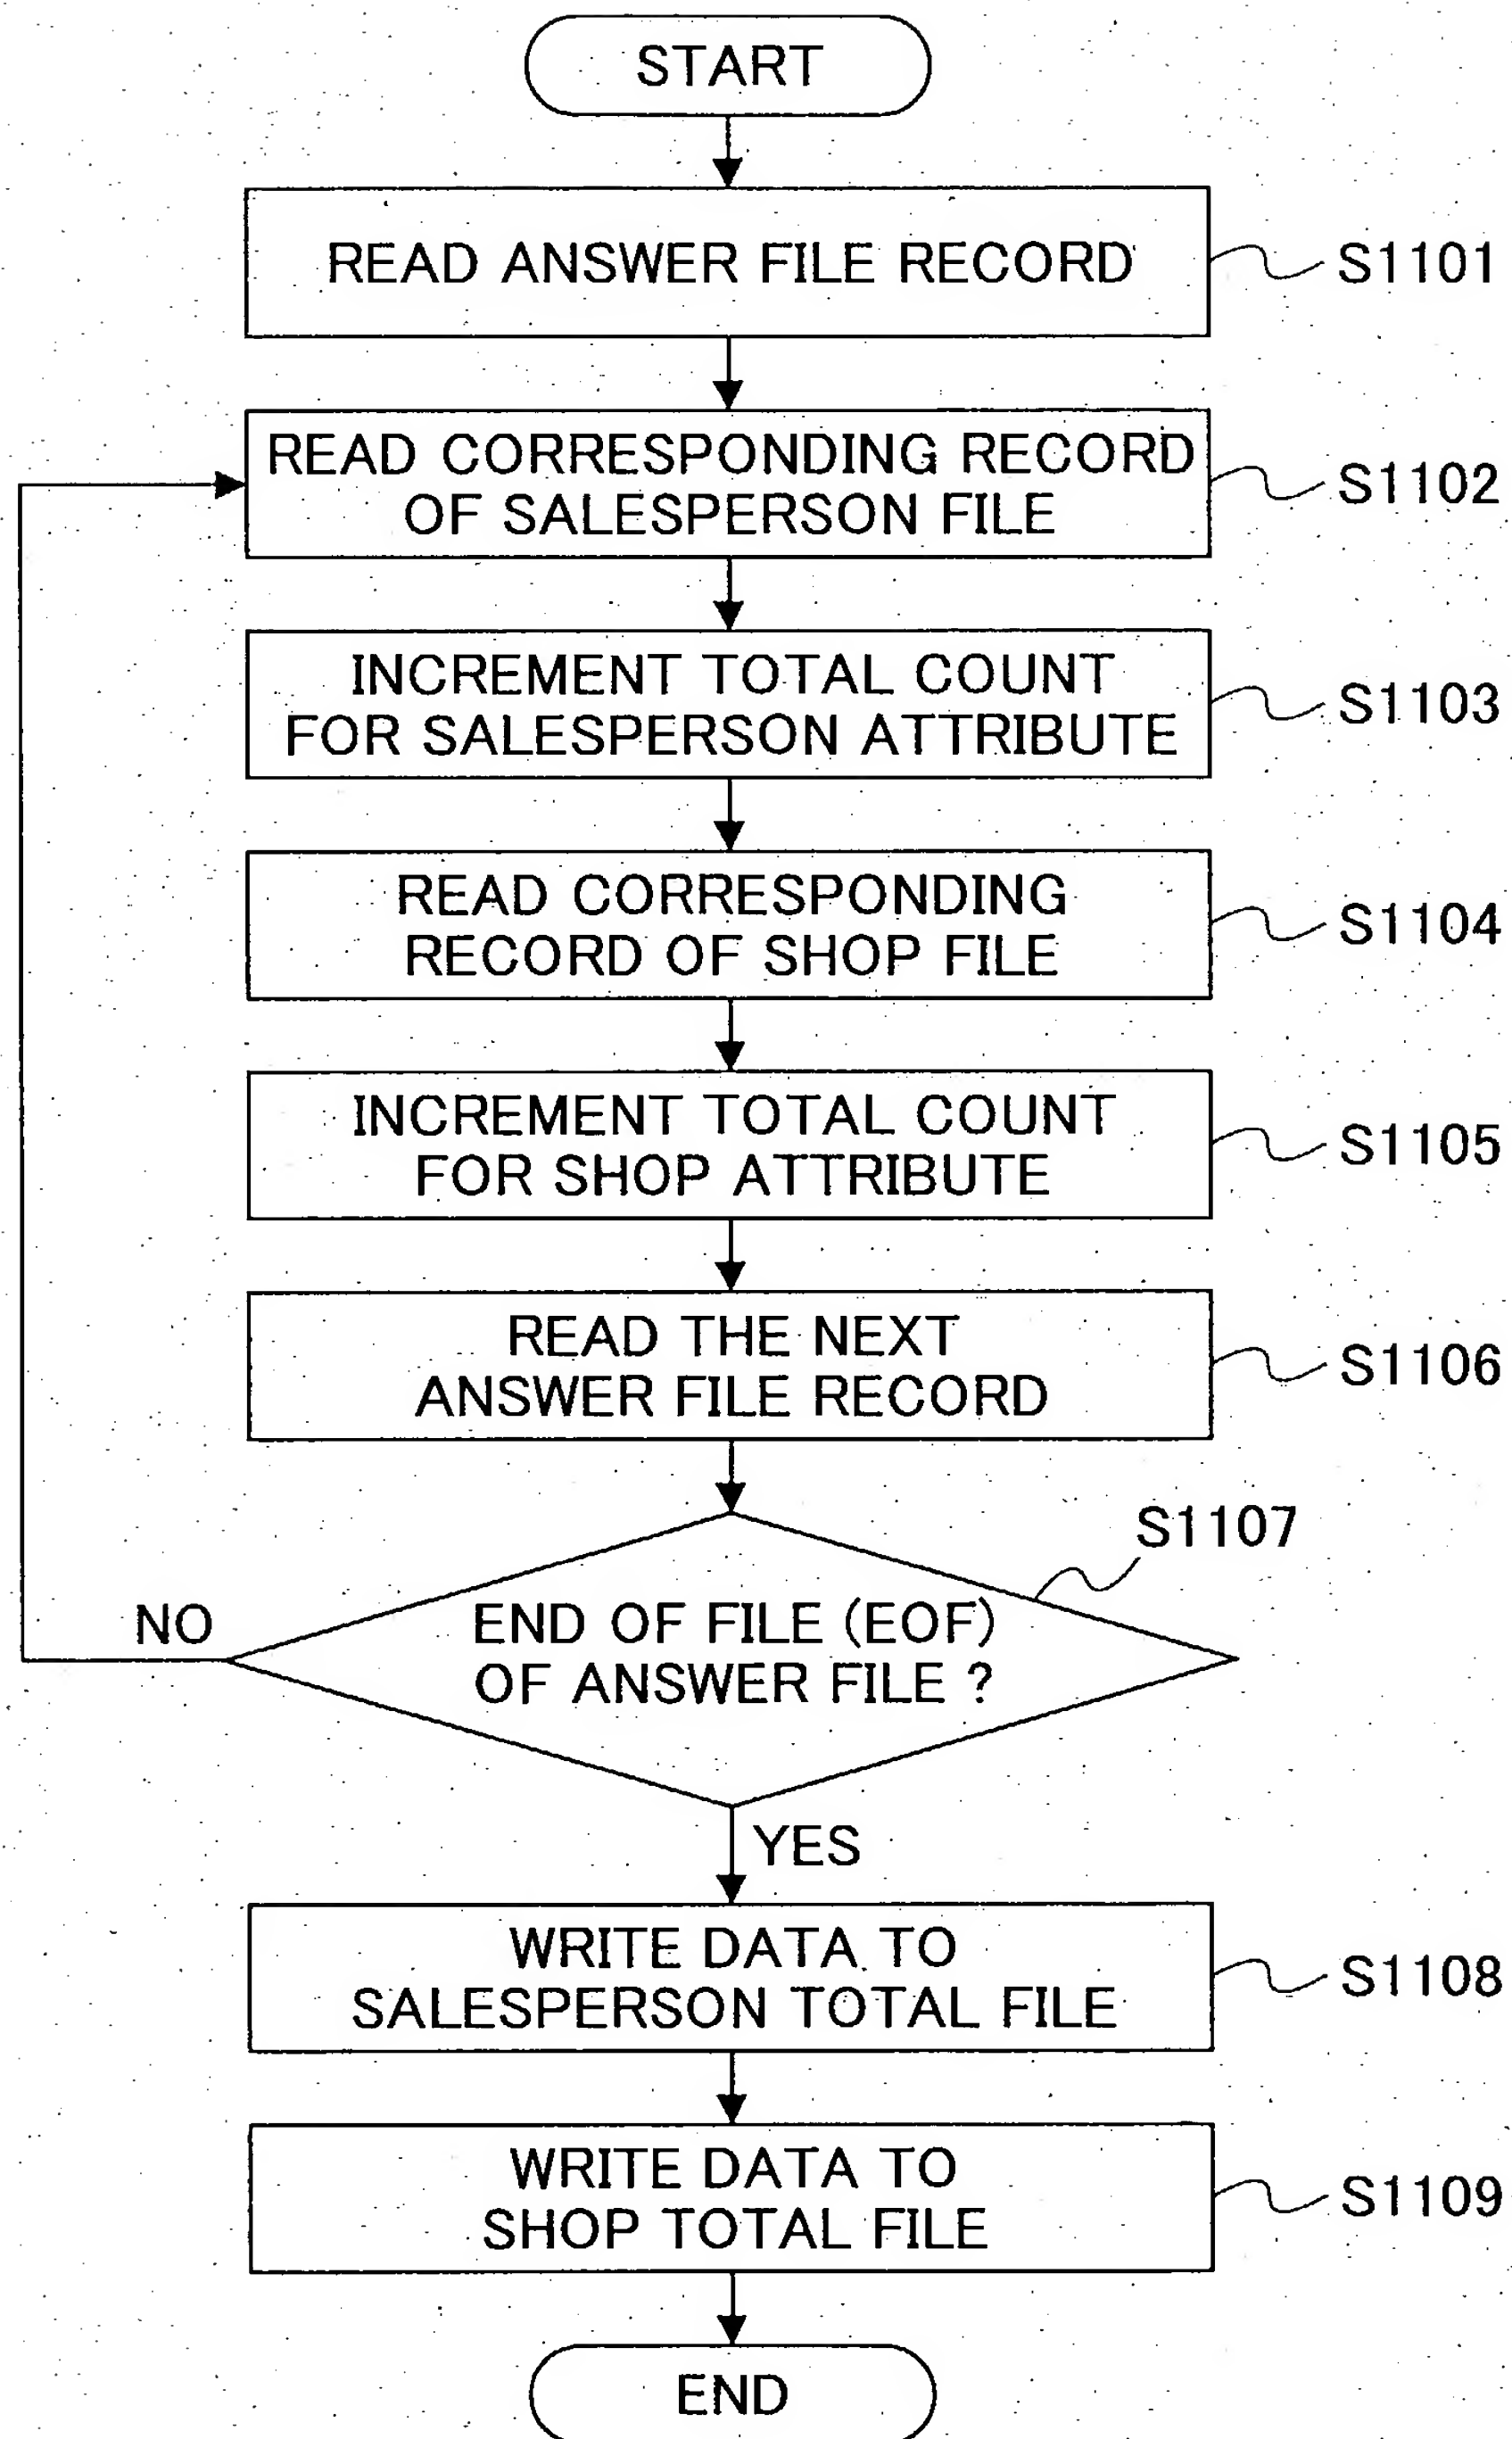 START
READ ANSWER FILE RECORD
S1101
READ CORRESPONDING RECORD
OF SALESPERSON FILE
S1102
INCREMENT TOTAL COUNT
FOR SALESPERSON ATTRIBUTE
S1103
READ CORRESPONDING
RECORD OF SHOP FILE
S1104
INCREMENT TOTAL COUNT
FOR SHOP ATTRIBUTE
S1105
READ THE NEXT
ANSWER FILE RECORD
S1106
S1107
END OF FILE (EOF)
OF ANSWER FILE ?
NO
YES
WRITE DATA TO
SALESPERSON TOTAL FILE
S1108
WRITE DATA TO
SHOP TOTAL FILE
S1109
END